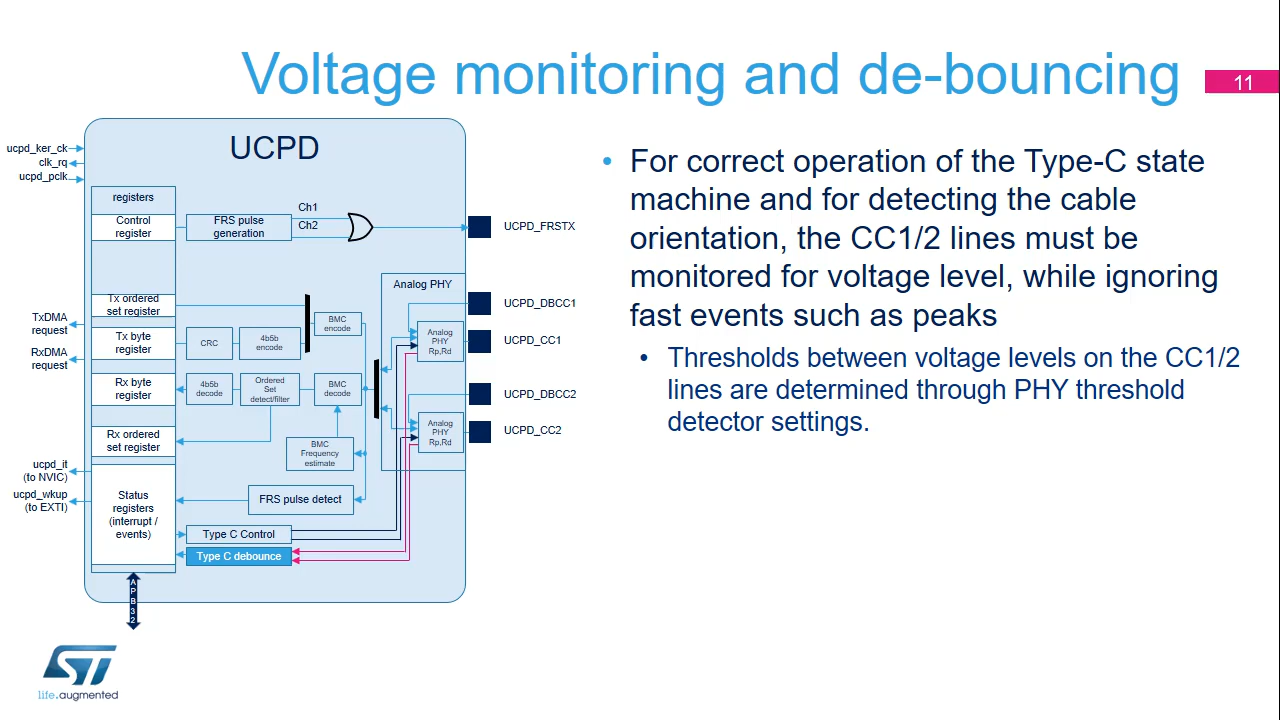 Voltage monitoring and de-bouncing
11
UCPD
ucpd_ker_ck
clk_rq
ucpd_pclk
registers
Control
register
FRS pulse
generation
Ch1
Ch2
UCPD_FRSTX
Analog PHY
Tx ordered
set register
BMC
encode
UCPD_DBCC1
TxDMA
request
Tx byte
register
CRC
4b5b
encode
Analog
PHY
Rp,Rd
UCPD_CC1
RxDMA
request
Rx byte
register
4b5b
decode
Ordered
Set
detect/filter
BMC
decode
UCPD_DBCC2
Rx ordered
set register
BMC
Frequency
estimate
Analog
PHY
Rp,Rd
UCPD_CC2
ucpd_it
(to NVIC)
ucpd_wkup
(to EXTI)
Status
registers
(interrupt /
events)
FRS pulse detect
Type C Control
Type C debounce
APB32
• For correct operation of the Type-C state
machine and for detecting the cable
orientation, the CC1/2 lines must be
monitored for voltage level, while ignoring
fast events such as peaks
• Thresholds between voltage levels on the CC1/2
lines are determined through PHY threshold
detector settings.
ST
life.augmented